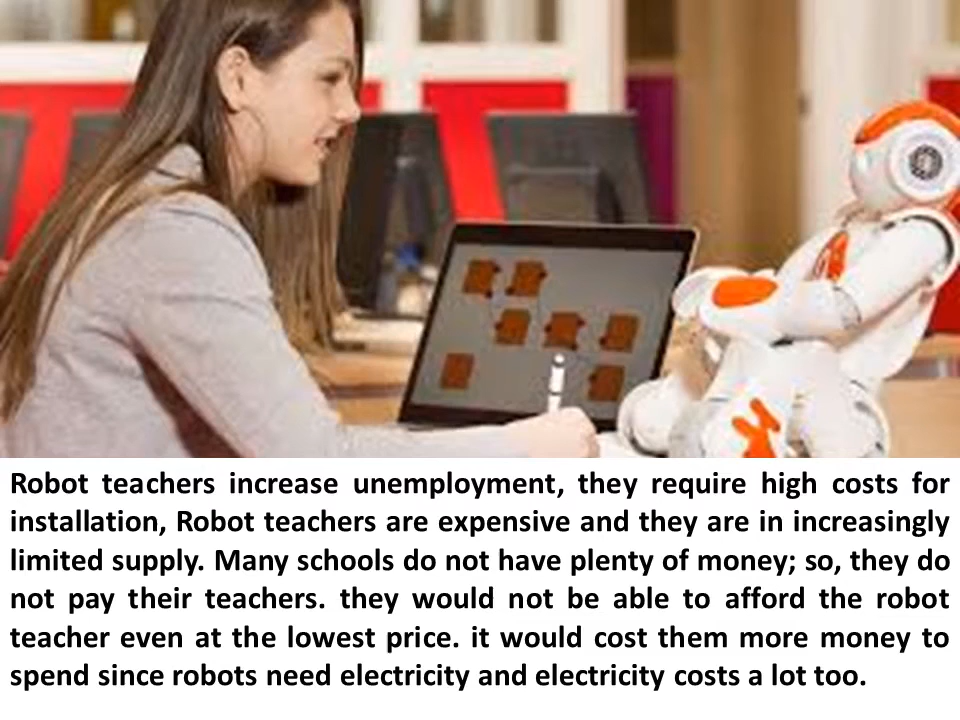 Robot teachers increase unemployment, they require high costs for
installation, Robot teachers are expensive and they are in increasingly
limited supply. Many schools do not have plenty of money; so, they do
not pay their teachers. they would not be able to afford the robot
teacher even at the lowest price. it would cost them more money to
spend since robots need electricity and electricity costs a lot too.